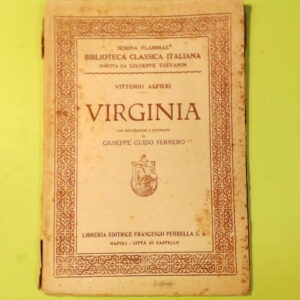 SEMINA FLAMMAE
BIBLIOTECA CLASSICA ITALIANA
DIRETTA DA GIUSEPPE TOFFANIN
VITTORIO ALFIERI
VIRGINIA
con introduzione e commento
di
GIUSEPPE GUIDO FERRERO
LIBRERIA EDITRICE FRANCESCO PERRELLA S. A.
NAPOLI - CITTÀ DI CASTELLO